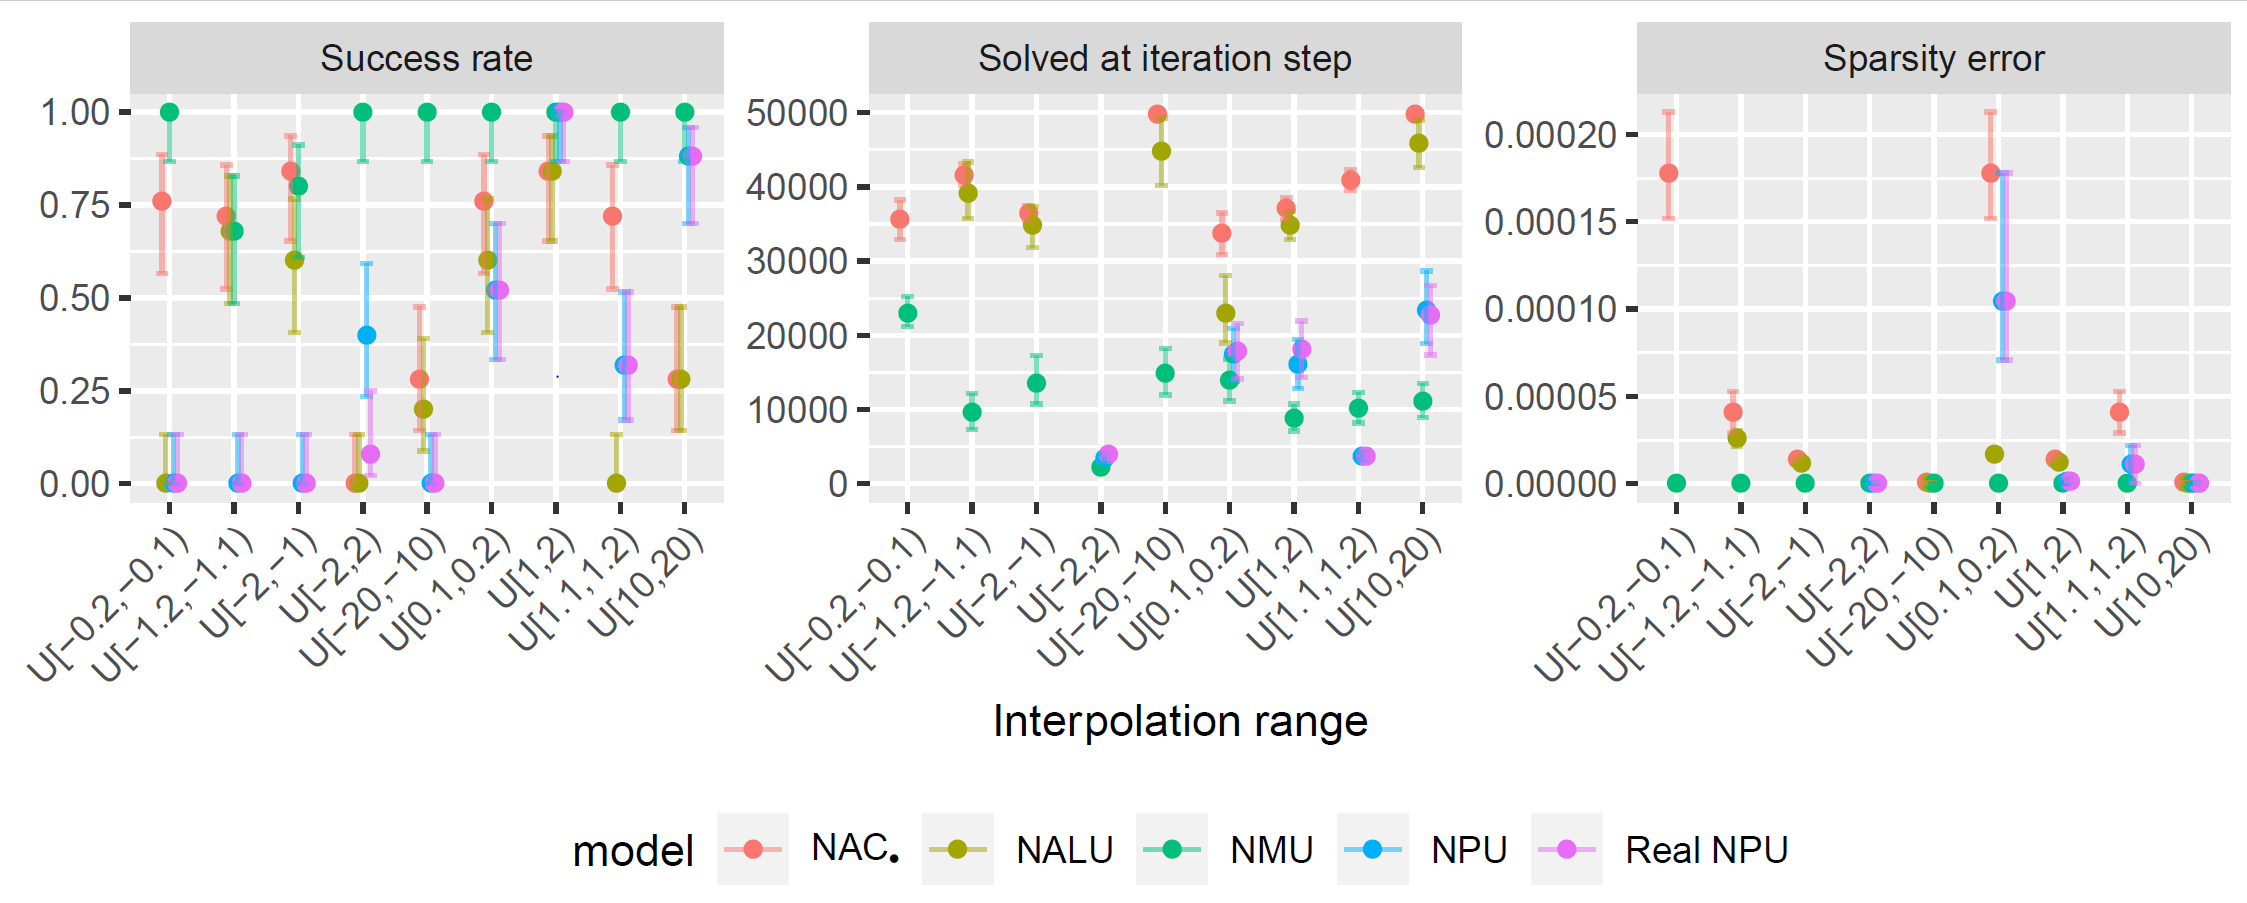 Success rate
Solved at iteration step
Sparsity error
1.00
0.75
0.50
0.25
0.00
50000
40000
30000
20000
10000
0
0.00020
0.00015
0.00010
0.00005
0.00000
U[−0.2,−0.1)
U[−1.2,−1.1)
U[−2,−1)
U[−2,2)
U[−20,−10)
U[0.1,0.2)
U[1,2)
U[1.1,1.2)
U[10,20)
U[−0.2,−0.1)
U[−1.2,−1.1)
U[−2,−1)
U[−2,2)
U[−20,−10)
U[0.1,0.2)
U[1,2)
U[1.1,1.2)
U[10,20)
U[−0.2,−0.1)
U[−1.2,−1.1)
U[−2,−1)
U[−2,2)
U[−20,−10)
U[0.1,0.2)
U[1,2)
U[1.1,1.2)
U[10,20)
Interpolation range
model NAC• NALU NMU NPU Real NPU